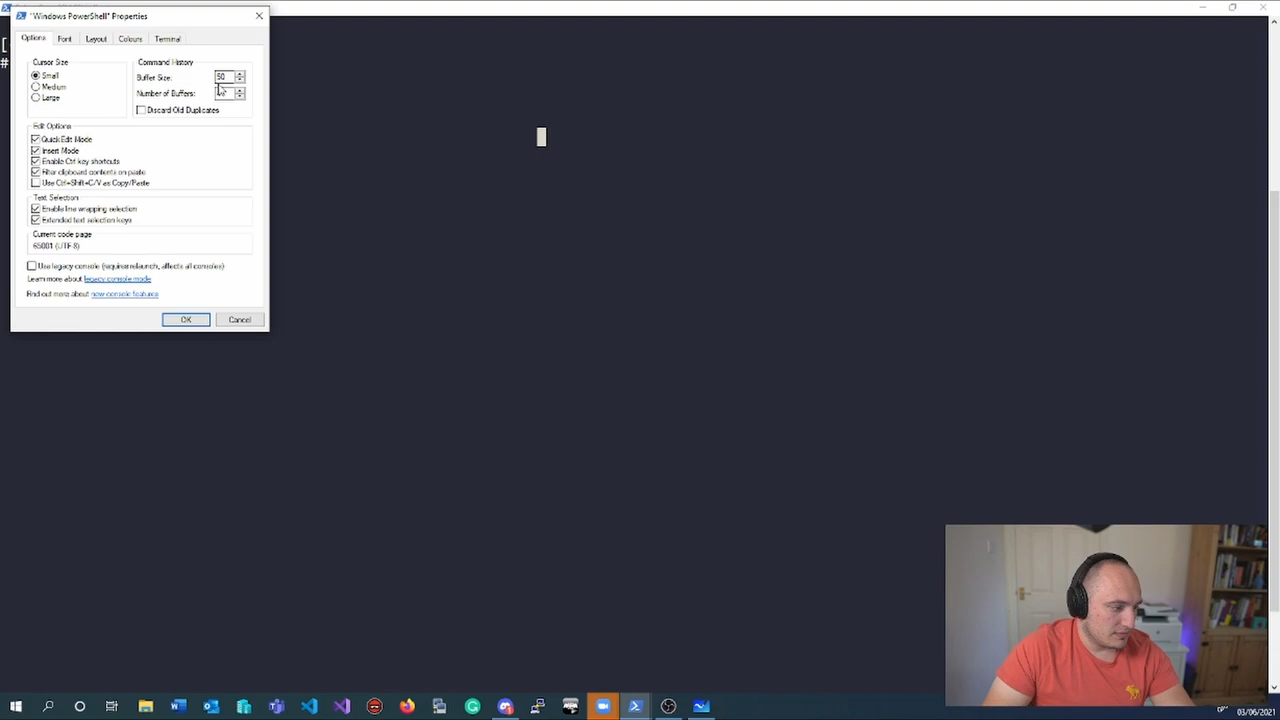 "Windows PowerShell" Properties
[
#
Options Font Layout Colours Terminal
Cursor Size
Small
Medium
Large
Command History
Buffer Size: 50
Number of Buffers:
Discard Old Duplicates
Edit Options
QuickEdit Mode
Insert Mode
Enable Ctrl key shortcuts
Filter clipboard contents on paste
Use Ctrl+Shift+C/V as Copy/Paste
Text Selection
Enable line wrapping selection
Extended text selection keys
Current code page
65001 (UTF-8)
Use legacy console (requires relaunch, affects all consoles)
Learn more about legacy console mode
Find out more about new console features
OK Cancel
03/06/2021